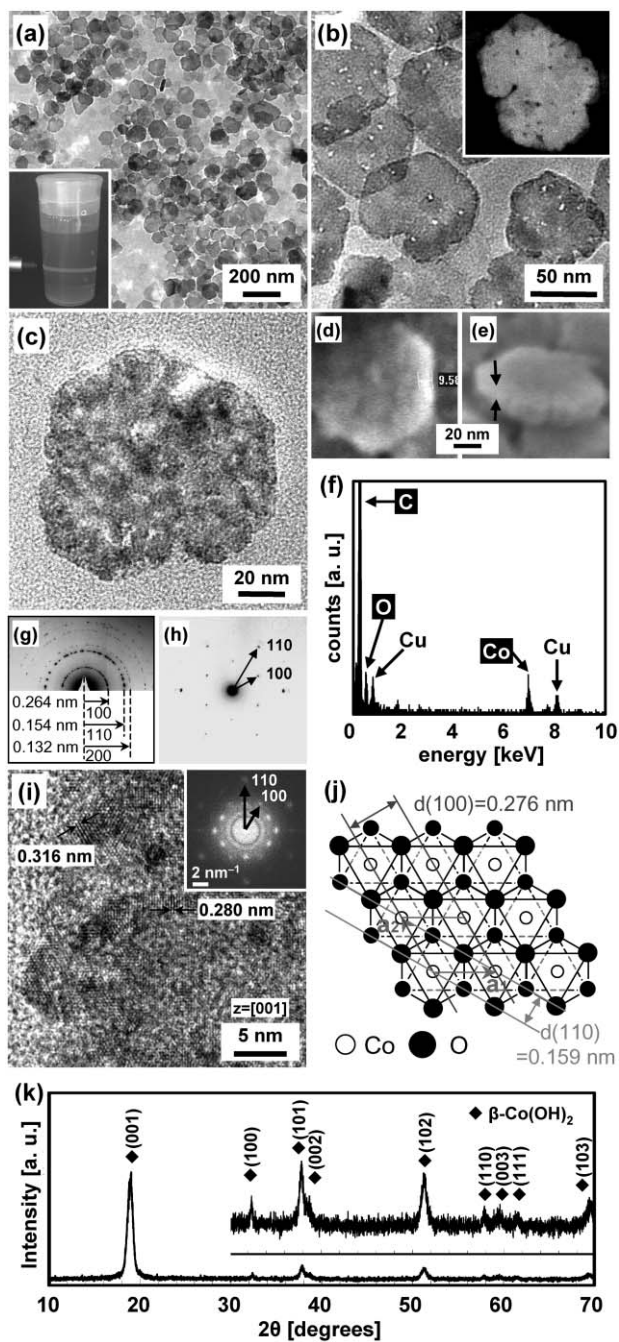 (a)
200 nm
(b)
50 nm
(c)
20 nm
(d)
9.58
(e)
20 nm
(f)
C
O
Cu
Co
Cu
counts [a. u.]
0 2 4 6 8 10
energy [keV]
(g)
0.264 nm
100
0.154 nm
110
0.132 nm
200
(h)
110
100
(i)
110
100
2 nm⁻¹
0.316 nm
0.280 nm
z=[001]
5 nm
(j)
d(100)=0.276 nm
a₂
d(110)
=0.159 nm
Co
O
(k)
β-Co(OH)₂
(001)
(100)
(101)
(002)
(102)
(110)
(003)
(111)
(103)
Intensity [a. u.]
10 20 30 40 50 60 70
2θ [degrees]